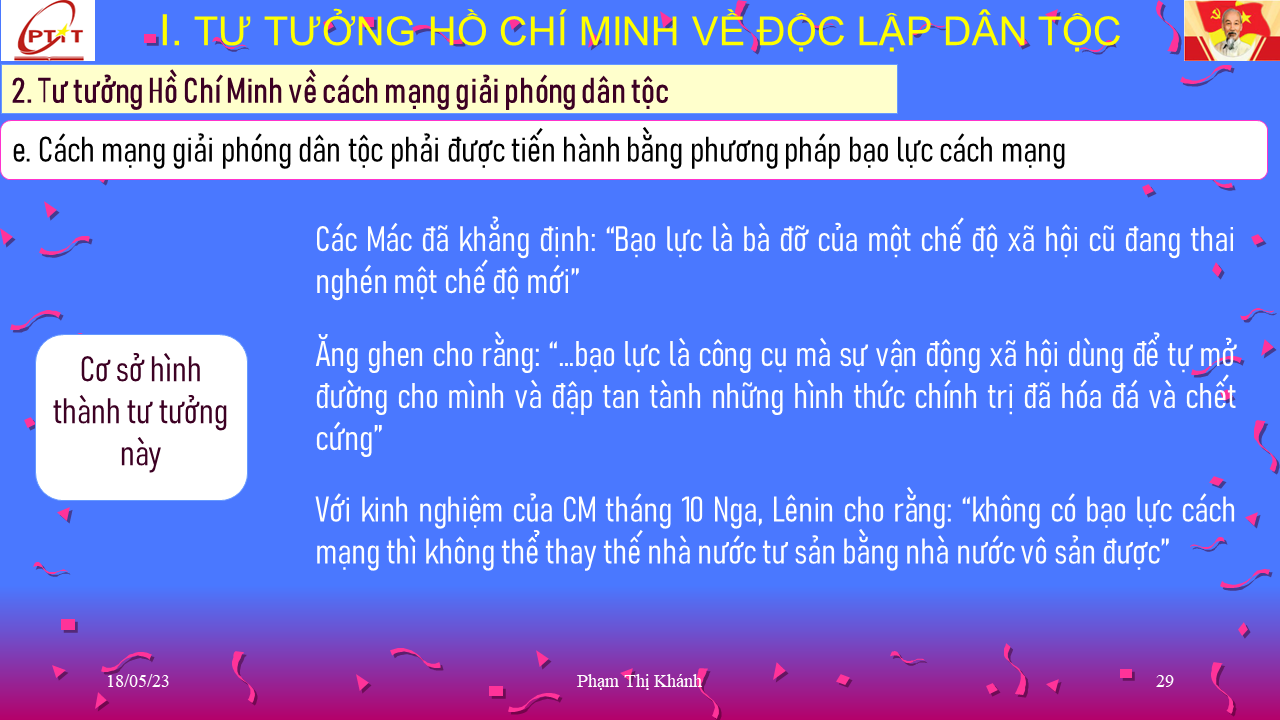 PTIT
I. TƯ TƯỞNG HỒ CHÍ MINH VỀ ĐỘC LẬP DÂN TỘC
2. Tư tưởng Hồ Chí Minh về cách mạng giải phóng dân tộc
e. Cách mạng giải phóng dân tộc phải được tiến hành bằng phương pháp bạo lực cách mạng
Các Mác đã khẳng định: “Bạo lực là bà đỡ của một chế độ xã hội cũ đang thai
nghén một chế độ mới”
Cơ sở hình
thành tư tưởng
này
Ăng ghen cho rằng: “...bạo lực là công cụ mà sự vận động xã hội dùng để tự mở
đường cho mình và đập tan tành những hình thức chính trị đã hóa đá và chết
cứng”
Với kinh nghiệm của CM tháng 10 Nga, Lênin cho rằng: “không có bạo lực cách
mạng thì không thể thay thế nhà nước tư sản bằng nhà nước vô sản được”
18/05/23
Phạm Thị Khánh
29